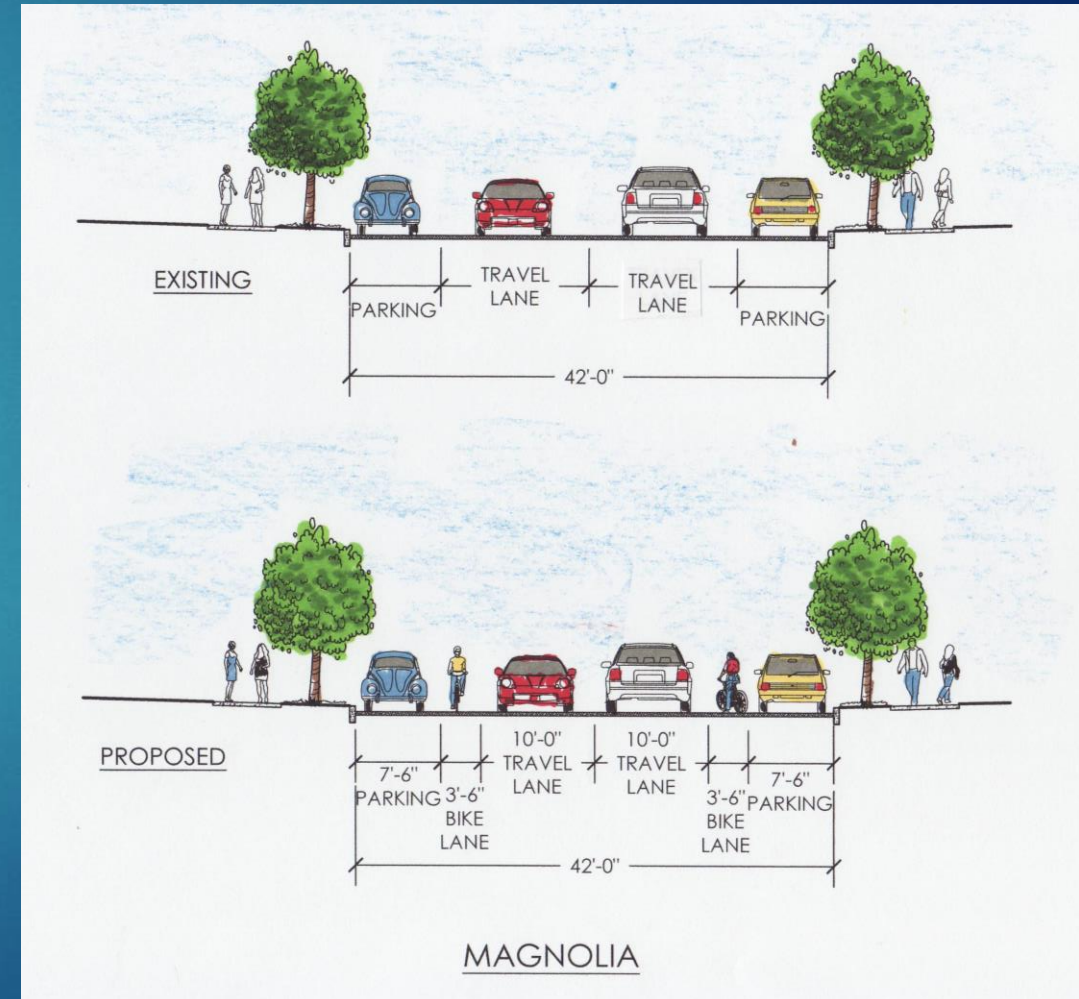 EXISTING
PARKING
TRAVEL
LANE
TRAVEL
LANE
PARKING
42'-0"
PROPOSED
7'-6"
PARKING
3'-6"
BIKE
LANE
10'-0"
TRAVEL
LANE
10'-0"
TRAVEL
LANE
3'-6"
BIKE
LANE
7'-6"
PARKING
42'-0"
MAGNOLIA